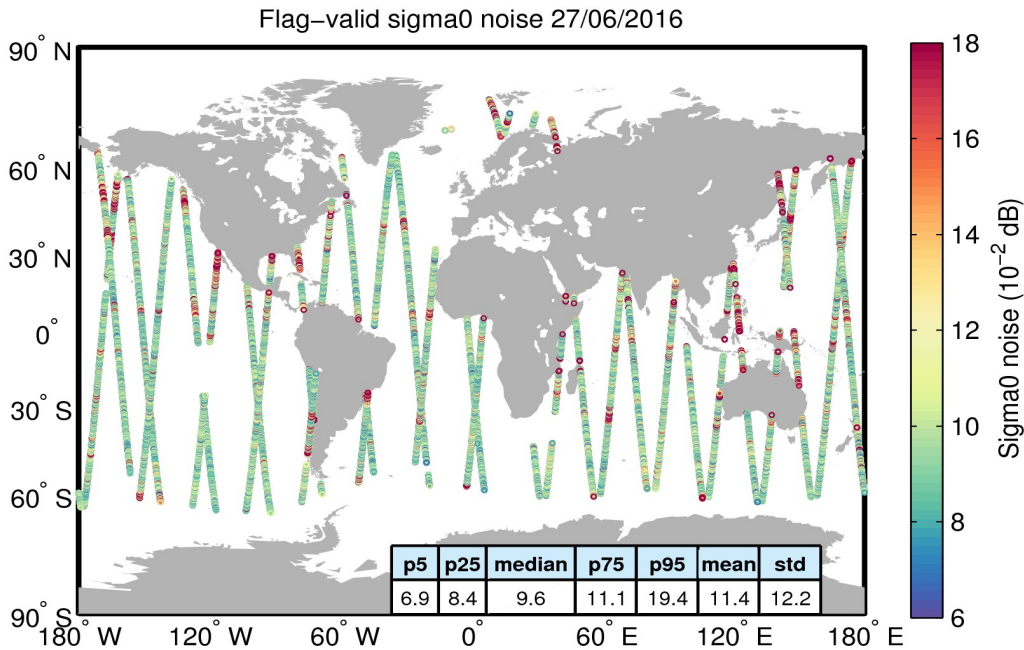 Flag−valid sigma0 noise 27/06/2016
90° N
60° N
30° N
0°
30° S
60° S
90° S
180° W 120° W 60° W 0° 60° E 120° E 180° E
p5 p25 median p75 p95 mean std
6.9 8.4 9.6 11.1 19.4 11.4 12.2
18
16
14
12
10
8
6
Sigma0 noise (10⁻² dB)